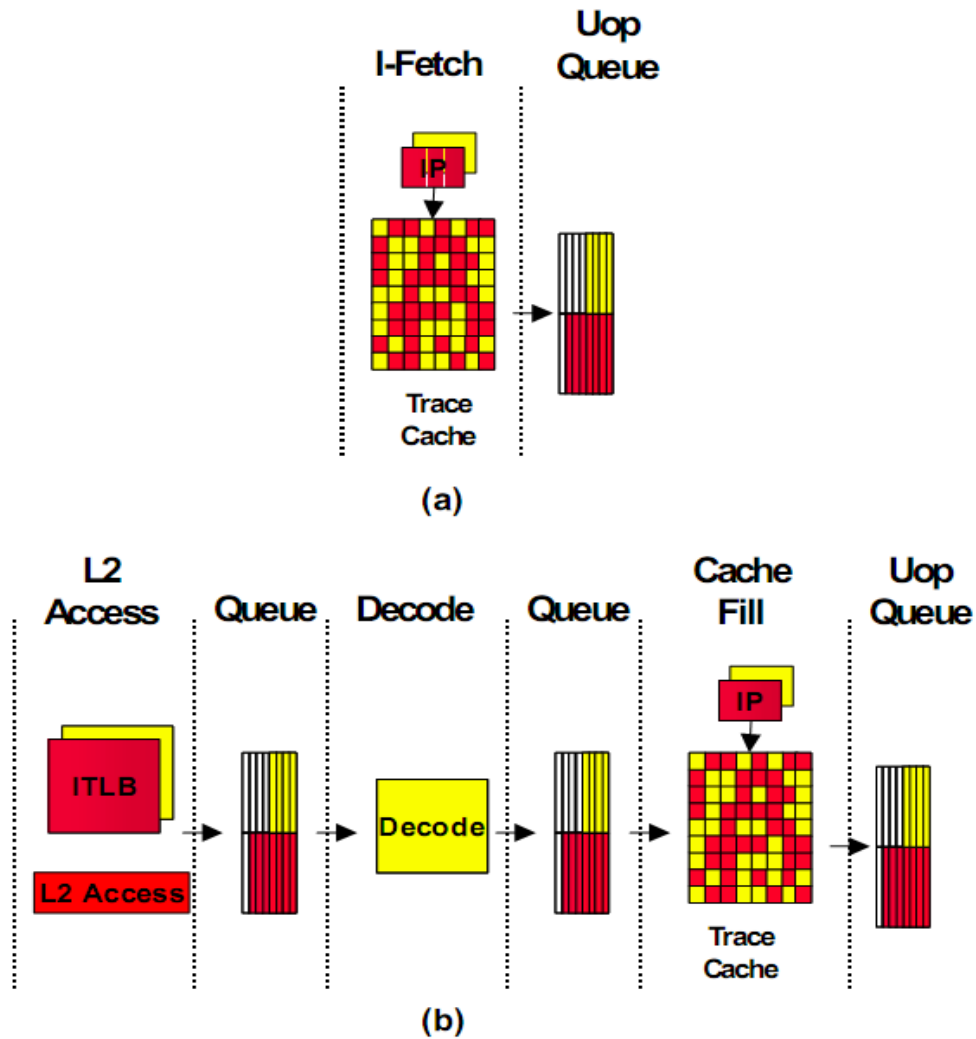 I-Fetch
Uop
Queue
IP
Trace
Cache
(a)
L2
Access
Queue
Decode
Queue
Cache
Fill
Uop
Queue
IP
ITLB
Decode
L2 Access
Trace
Cache
(b)